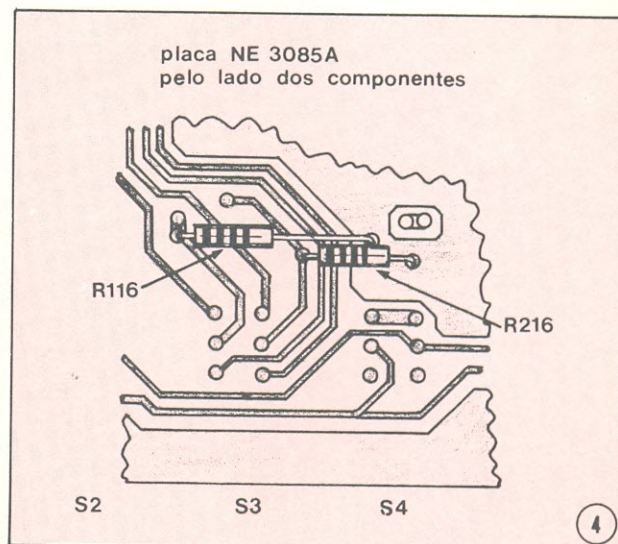 placa NE 3085A
pelo lado dos componentes
R116
R216
S2 S3 S4
4